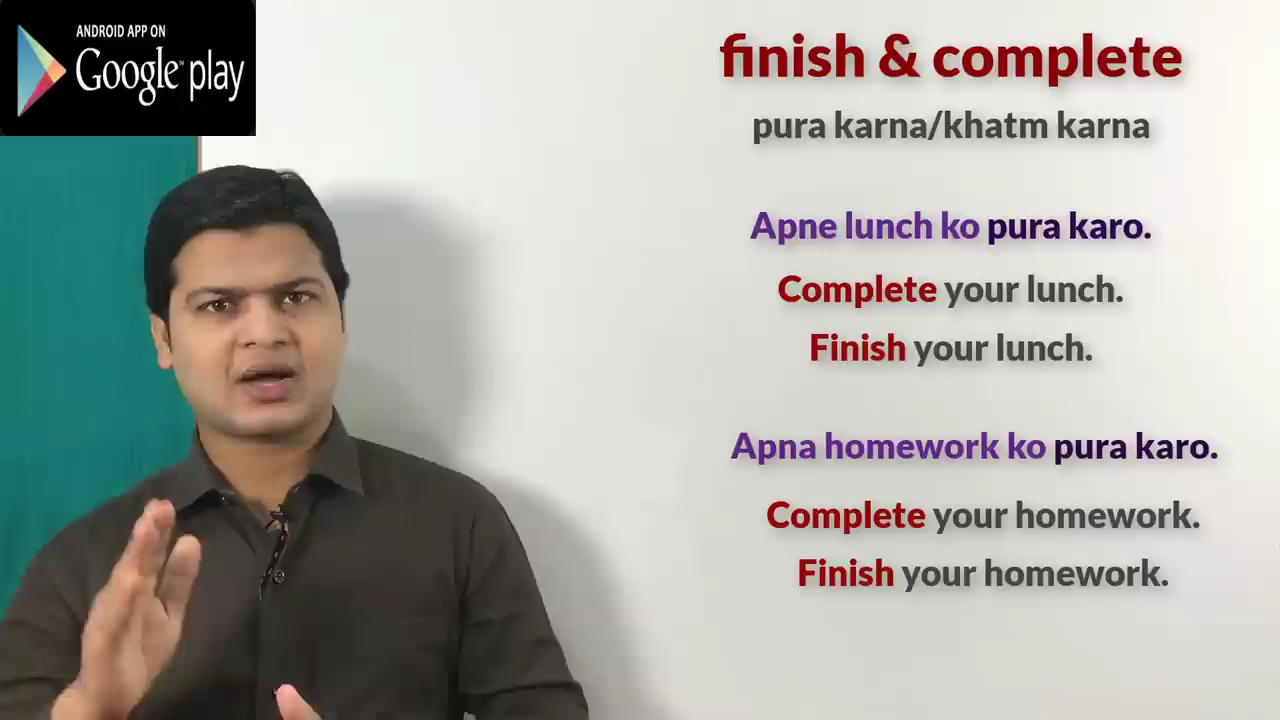 ANDROID APP ON
Google play
finish & complete
pura karna/khatm karna
Apne lunch ko pura karo.
Complete your lunch.
Finish your lunch.
Apna homework ko pura karo.
Complete your homework.
Finish your homework.